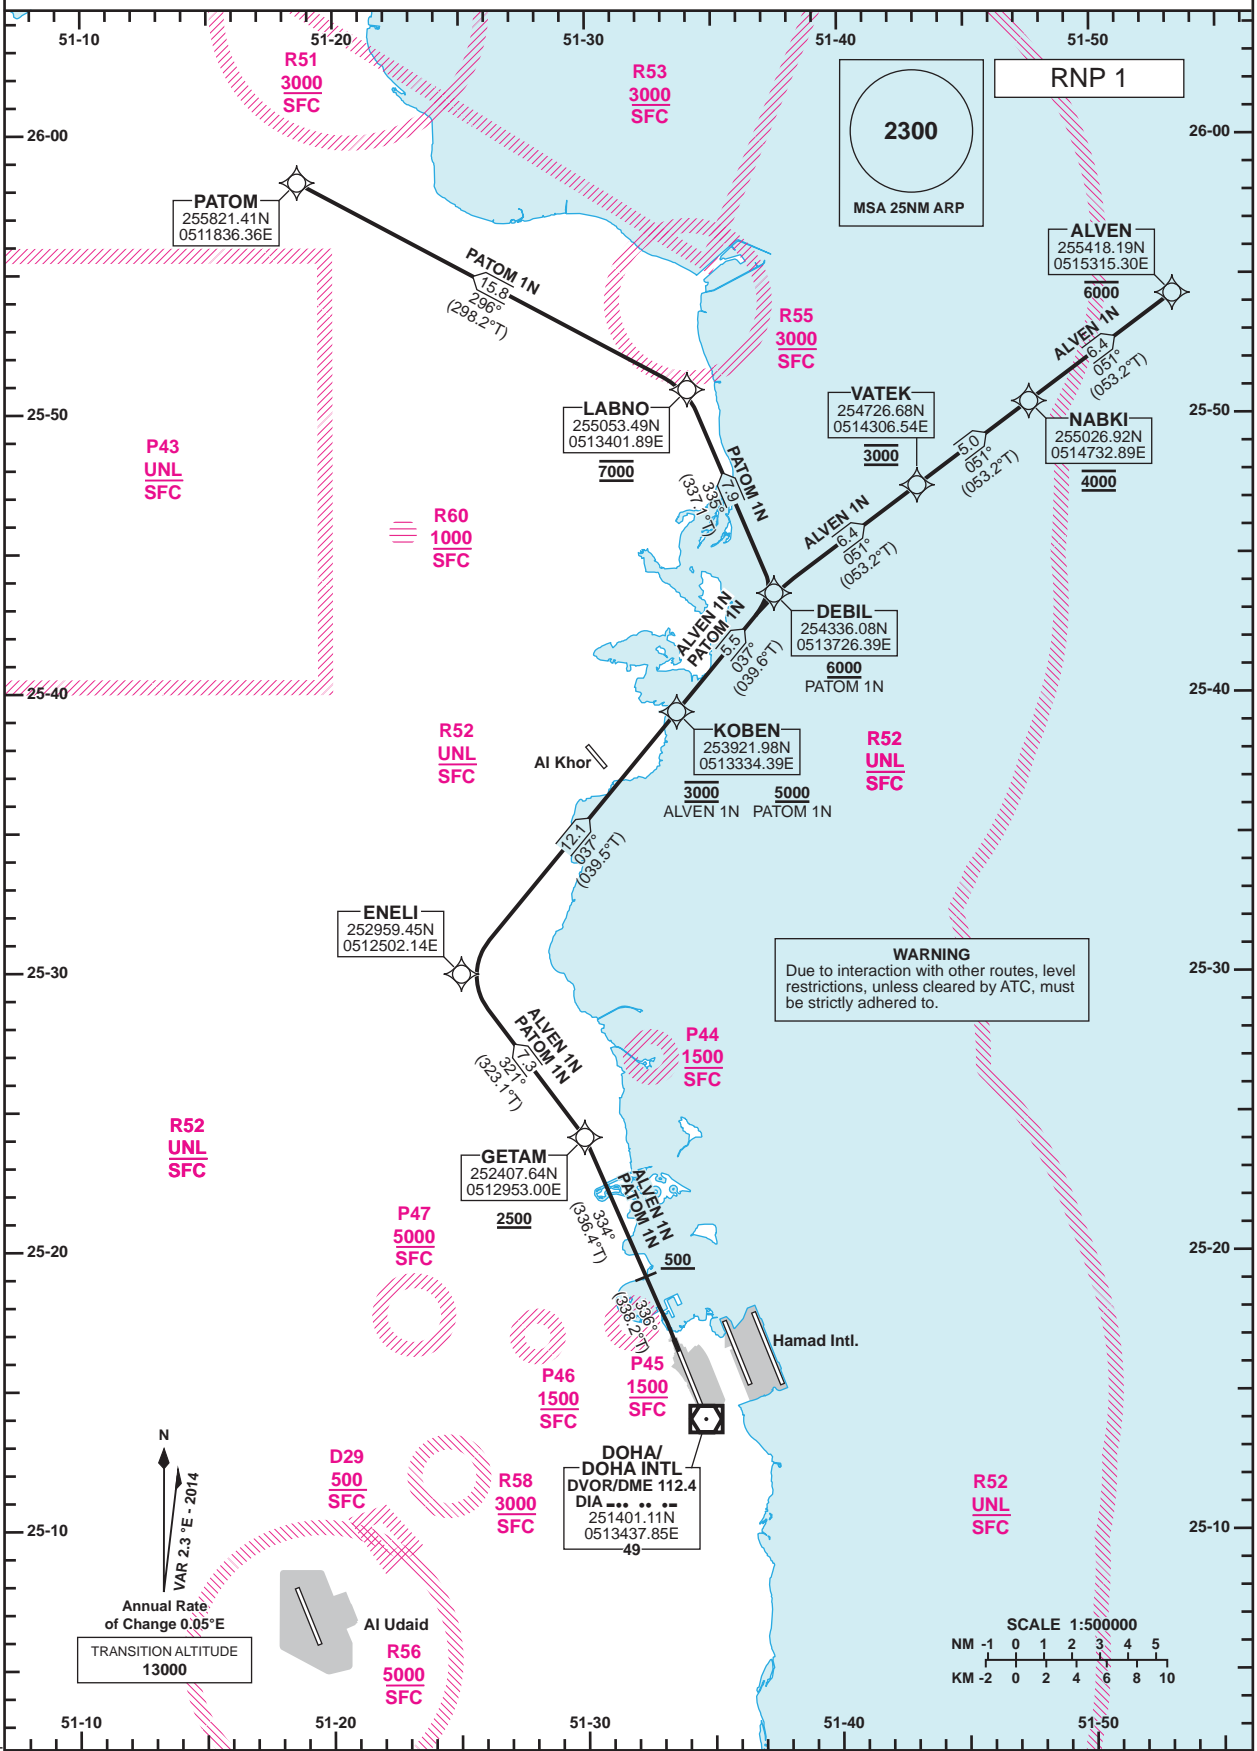 51-10
51-20
51-30
51-40
51-50
R51
3000
SFC
R53
3000
SFC
RNP 1
2300
MSA 25NM ARP
26-00
26-00
PATOM
255821.41N
0511836.36E
ALVEN
255418.19N
0515315.30E
6000
PATOM 1N
15.8
296°
(298.2°T)
R55
3000
SFC
ALVEN 1N
6.4
051°
(053.2°T)
LABNO
255053.49N
0513401.89E
7000
VATEK
254726.68N
0514306.54E
3000
NABKI
255026.92N
0514732.89E
4000
25-50
25-50
P43
UNL
SFC
5.0
051°
(053.2°T)
PATOM 1N
7.9
335°
(337.1°T)
R60
1000
SFC
ALVEN 1N
6.4
051°
(053.2°T)
DEBIL
254336.08N
0513726.39E
6000
PATOM 1N
ALVEN 1N
PATOM 1N
5.5
037°
(039.6°T)
25-40
25-40
R52
UNL
SFC
KOBEN
253921.98N
0513334.39E
3000
ALVEN 1N
5000
PATOM 1N
R52
UNL
SFC
Al Khor
12.1
037°
(039.5°T)
ENELI
252959.45N
0512502.14E
WARNING
Due to interaction with other routes, level
restrictions, unless cleared by ATC, must
be strictly adhered to.
25-30
25-30
ALVEN 1N
PATOM 1N
7.3
321°
(323.1°T)
P44
1500
SFC
R52
UNL
SFC
GETAM
252407.64N
0512953.00E
2500
ALVEN 1N
PATOM 1N
334°
(336.4°T)
P47
5000
SFC
25-20
25-20
500
336°
(338.2°T)
Hamad Intl.
P46
1500
SFC
P45
1500
SFC
DOHA/
DOHA INTL
DVOR/DME 112.4
DIA
251401.11N
0513437.85E
49
N
VAR 2.3 °E - 2014
Annual Rate
of Change 0.05°E
D29
500
SFC
R58
3000
SFC
R52
UNL
SFC
25-10
25-10
TRANSITION ALTITUDE
13000
Al Udaid
R56
5000
SFC
SCALE 1:500000
NM -1 0 1 2 3 4 5
KM -2 0 2 4 6 8 10
51-10
51-20
51-30
51-40
51-50